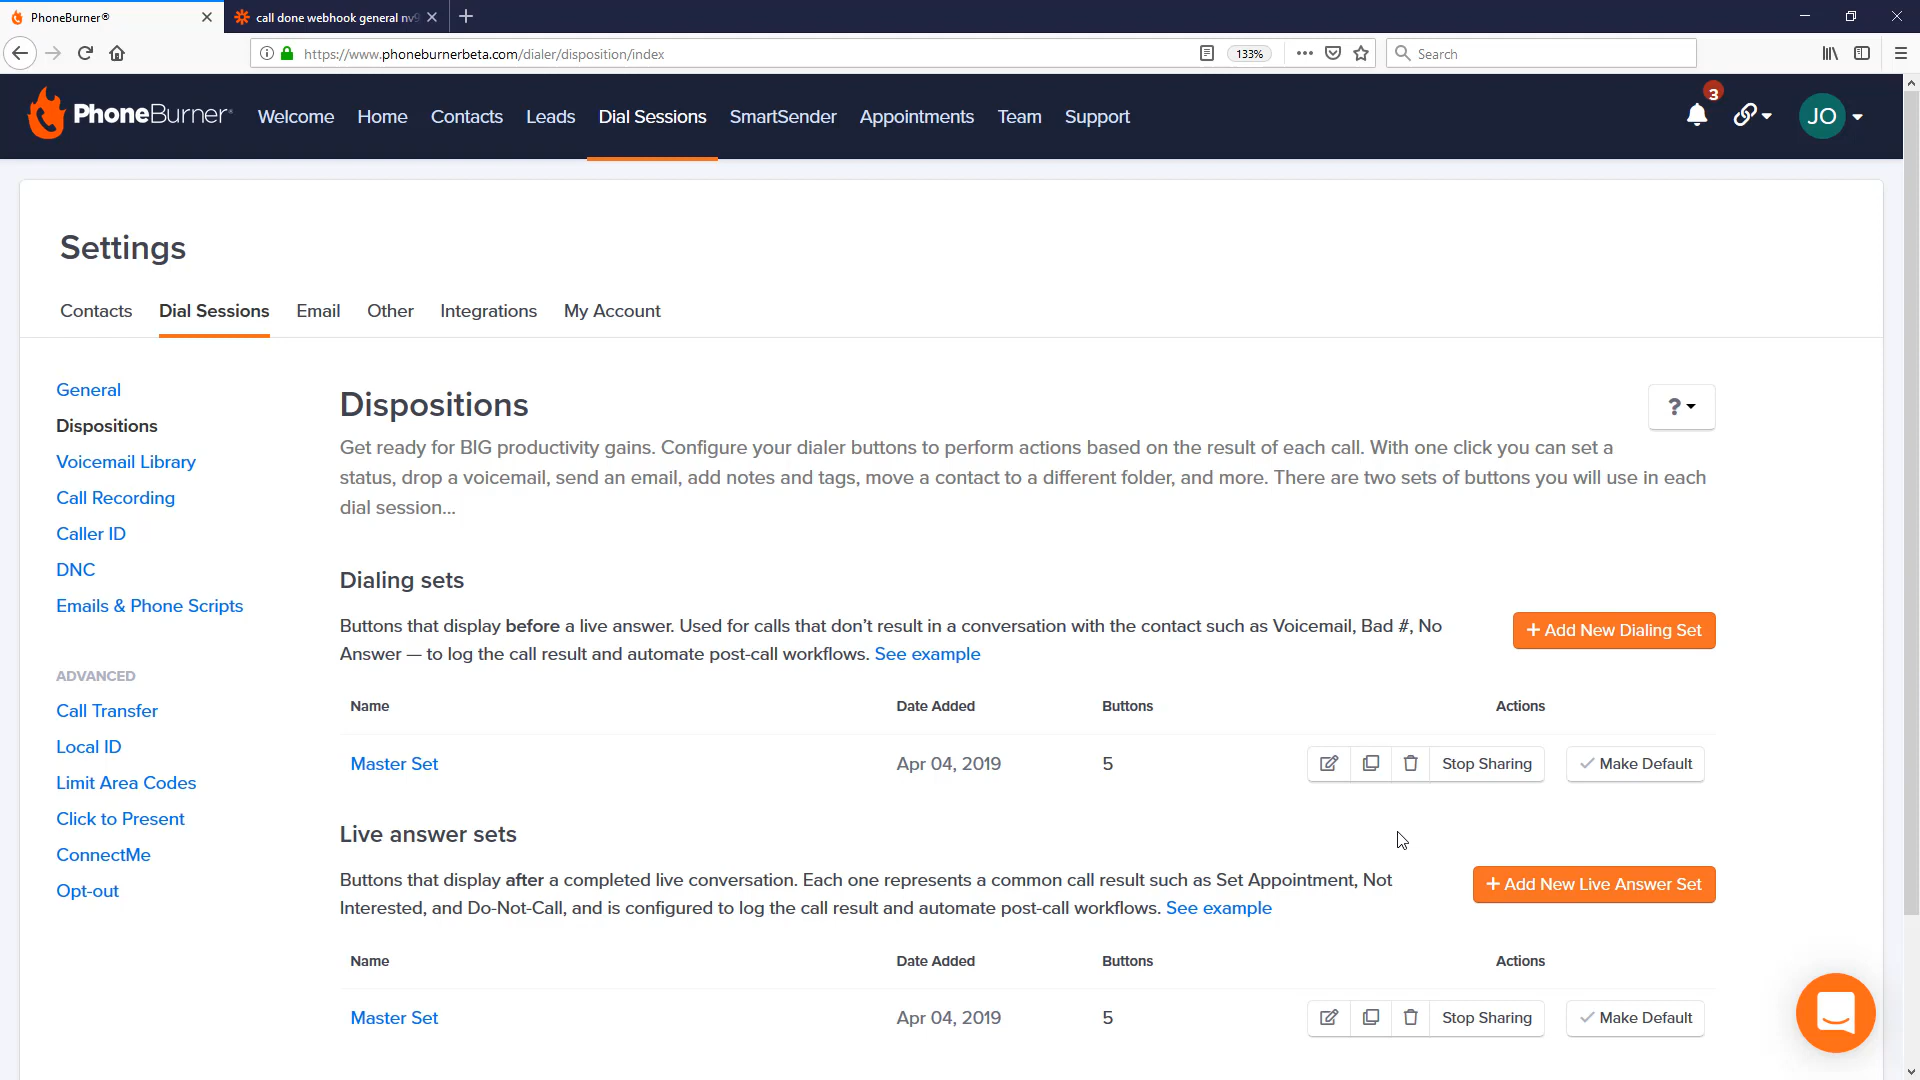 PhoneBurner®
call done webhook general nv9
https://www.phoneburnerbeta.com/dialer/disposition/index
133%
Search
PhoneBurner
Welcome
Home
Contacts
Leads
Dial Sessions
SmartSender
Appointments
Team
Support
3
JO
Settings
Contacts
Dial Sessions
Email
Other
Integrations
My Account
General
Dispositions
Voicemail Library
Call Recording
Caller ID
DNC
Emails & Phone Scripts
ADVANCED
Call Transfer
Local ID
Limit Area Codes
Click to Present
ConnectMe
Opt-out
Dispositions
?
Get ready for BIG productivity gains. Configure your dialer buttons to perform actions based on the result of each call. With one click you can set a
status, drop a voicemail, send an email, add notes and tags, move a contact to a different folder, and more. There are two sets of buttons you will use in each
dial session...
Dialing sets
Buttons that display before a live answer. Used for calls that don’t result in a conversation with the contact such as Voicemail, Bad #, No
Answer — to log the call result and automate post-call workflows. See example
+ Add New Dialing Set
Name
Date Added
Buttons
Actions
Master Set
Apr 04, 2019
5
Stop Sharing
Make Default
Live answer sets
Buttons that display after a completed live conversation. Each one represents a common call result such as Set Appointment, Not
Interested, and Do-Not-Call, and is configured to log the call result and automate post-call workflows. See example
+ Add New Live Answer Set
Name
Date Added
Buttons
Actions
Master Set
Apr 04, 2019
5
Stop Sharing
Make Default